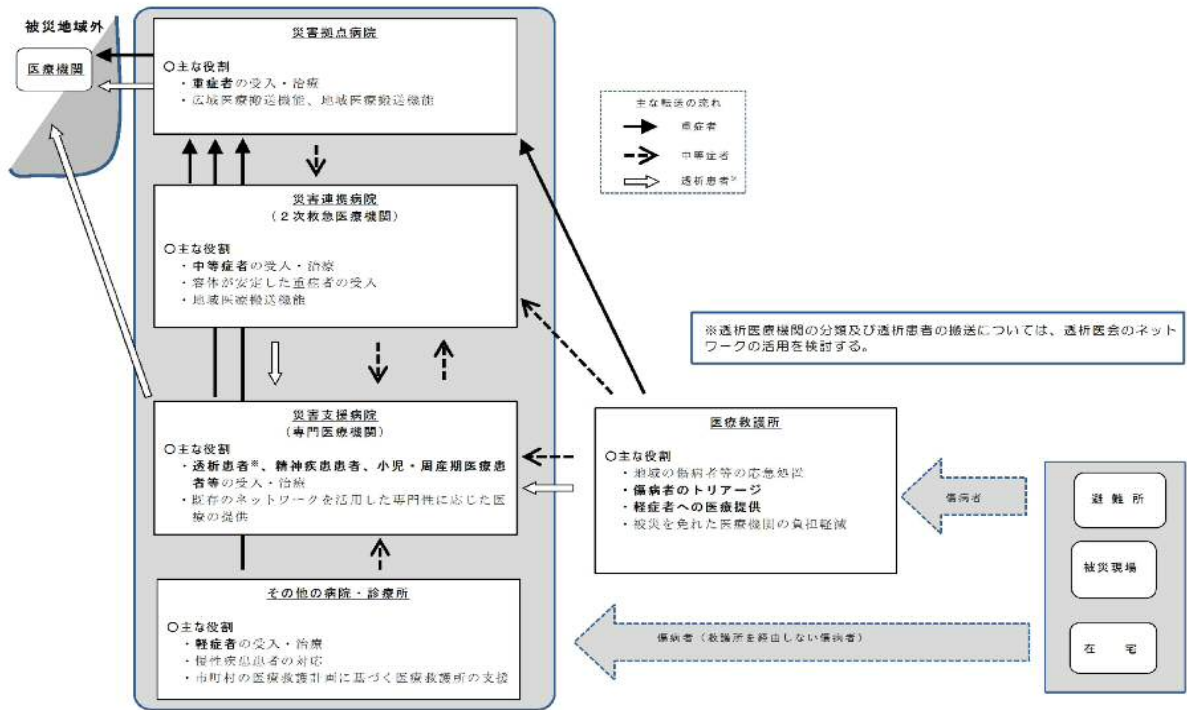 被災地域外
医療機関
災害拠点病院
○主な役割
・重症者の受入・治療
・広域医療搬送機能、地域医療搬送機能
主な転送の流れ
重症者
中等症者
透析患者※
災害連携病院
(2次救急医療機関)
○主な役割
・中等症者の受入・治療
・容体が安定した重症者の受入
・地域医療搬送機能
※透析医療機関の分類及び透析患者の搬送については、透析医会のネット
ワークの活用を検討する。
災害支援病院
(専門医療機関)
○主な役割
・透析患者※、精神疾患患者、小児・周産期医療患
者等の受入・治療
・既存のネットワークを活用した専門性に応じた医
療の提供
医療救護所
○主な役割
・地域の傷病者等の応急処置
・傷病者のトリアージ
・軽症者への医療提供
・被災を免れた医療機関の負担軽減
傷病者
避難所
被災現場
在　宅
その他の病院・診療所
○主な役割
・軽症者の受入・治療
・慢性疾患患者の対応
・市町村の医療救護計画に基づく医療救護所の支援
傷病者(救護所を経由しない傷病者)